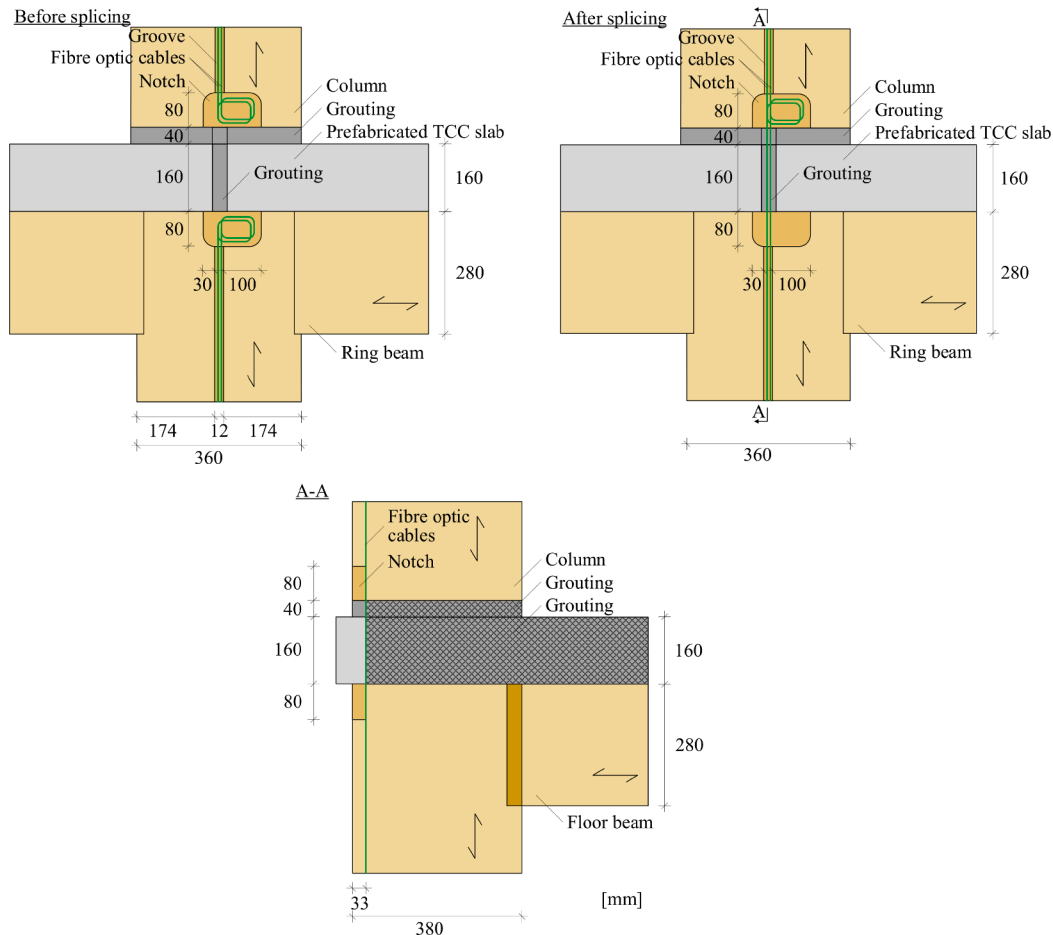 Before splicing
Groove
Fibre optic cables
Notch
Column
Grouting
Prefabricated TCC slab
Grouting
80
40
160
80
30
100
160
280
Ring beam
174
12
174
360
After splicing
A
Groove
Fibre optic cables
Notch
Column
Grouting
Prefabricated TCC slab
Grouting
80
40
160
80
30
100
160
280
Ring beam
A
360
A-A
Fibre optic
cables
Notch
Column
Grouting
Grouting
80
40
160
80
160
280
Floor beam
33
380
[mm]